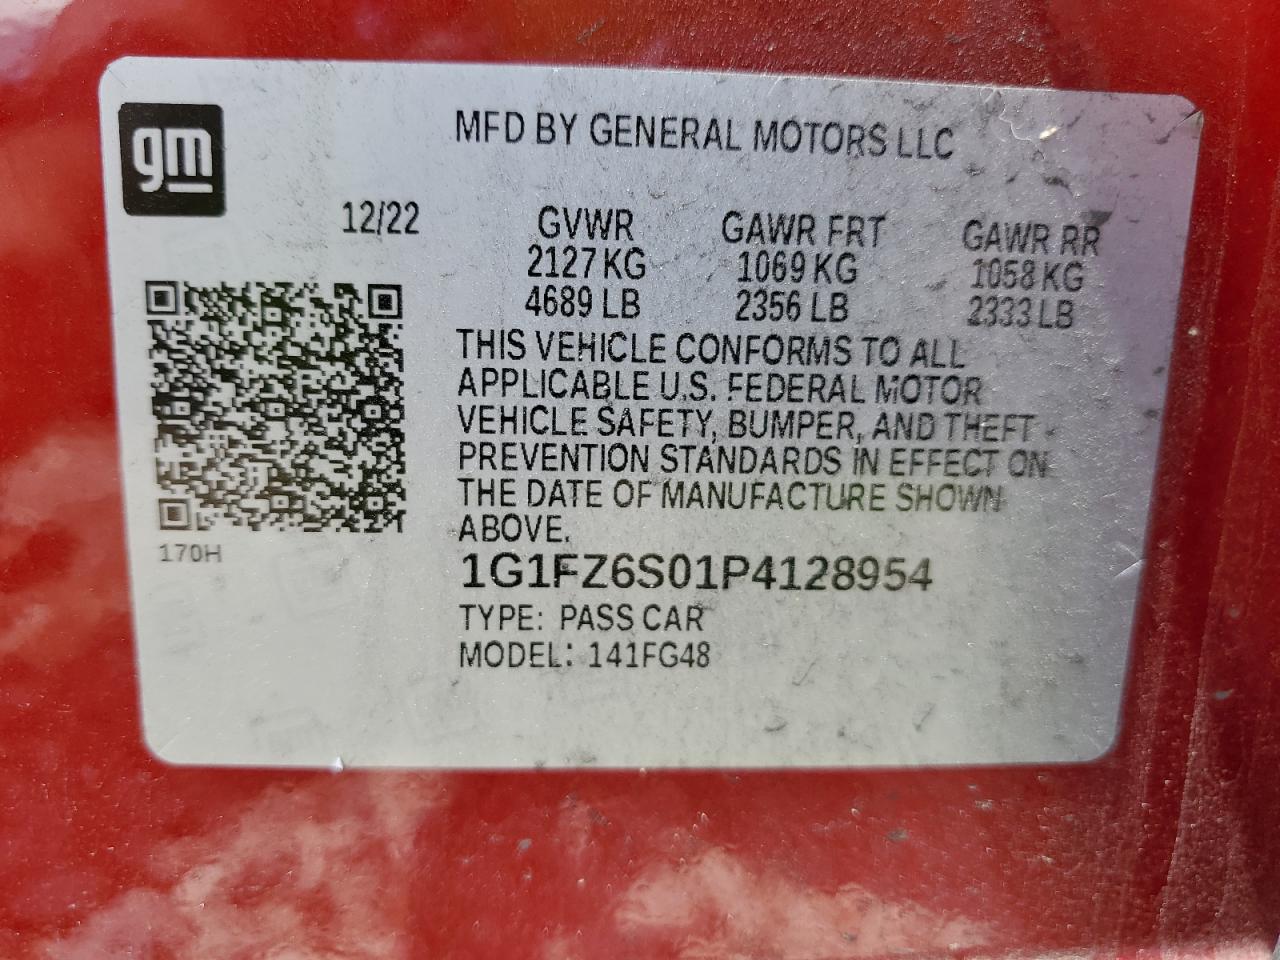 gm
MFD BY GENERAL MOTORS LLC
12/22 GVWR GAWR FRT GAWR RR
2127 KG 1069 KG 1058 KG
4689 LB 2356 LB 2333 LB
THIS VEHICLE CONFORMS TO ALL
APPLICABLE U.S. FEDERAL MOTOR
VEHICLE SAFETY, BUMPER, AND THEFT
PREVENTION STANDARDS IN EFFECT ON
THE DATE OF MANUFACTURE SHOWN
ABOVE.
170H
1G1FZ6S01P4128954
TYPE: PASS CAR
MODEL: 141FG48